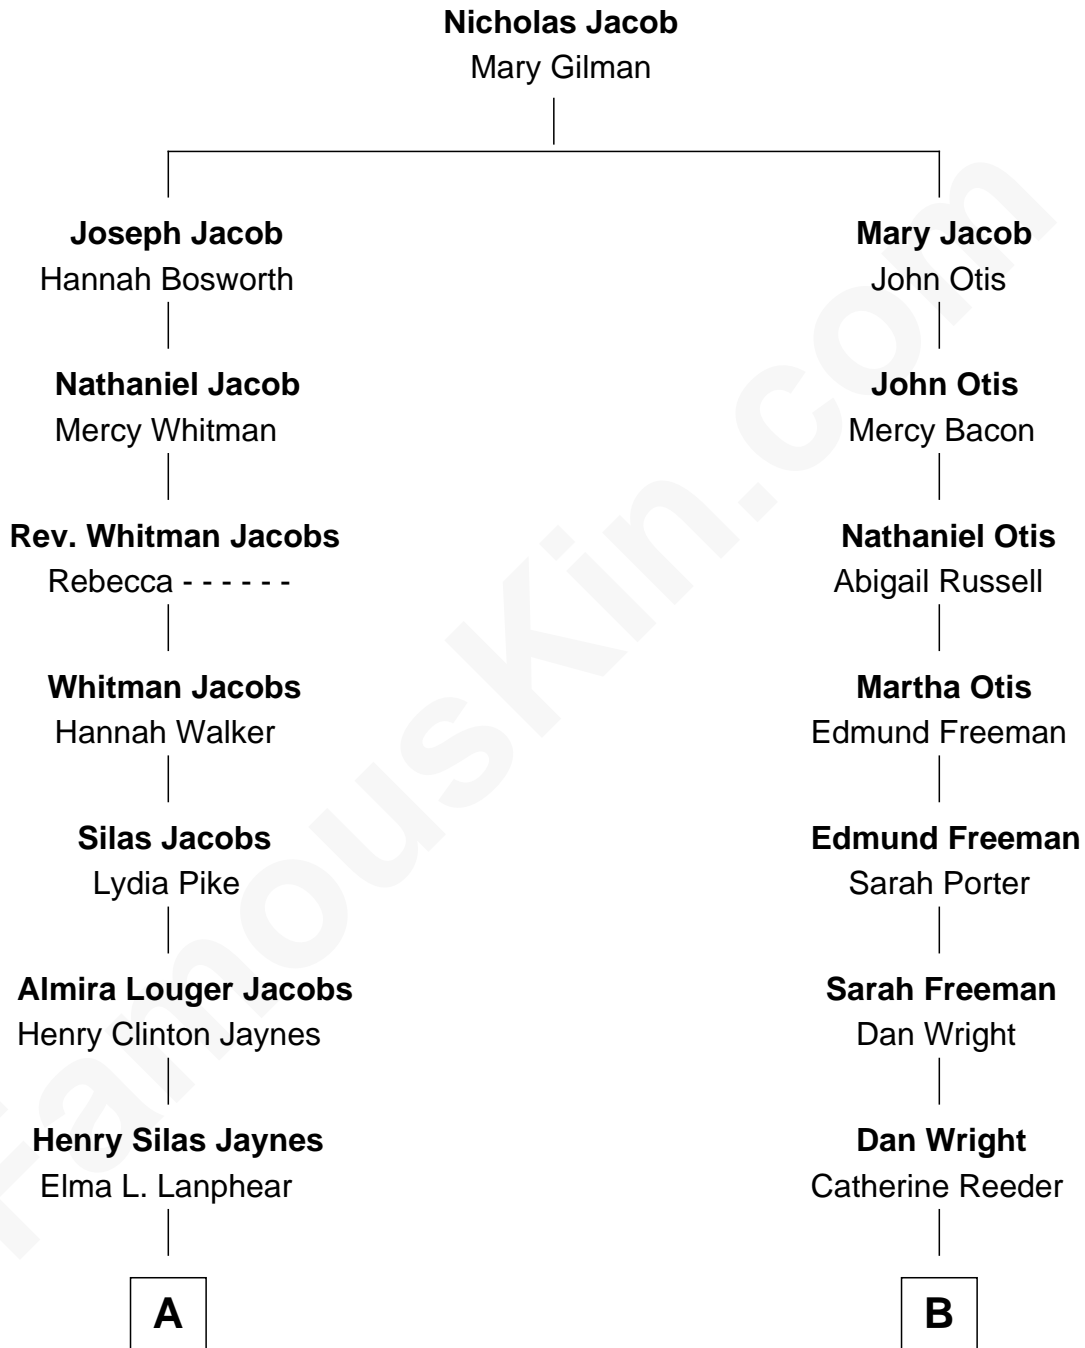 Nicholas Jacob
Mary Gilman
Joseph Jacob
Hannah Bosworth
Mary Jacob
John Otis
Nathaniel Jacob
Mercy Whitman
John Otis
Mercy Bacon
Rev. Whitman Jacobs
Rebecca - - - - - -
Nathaniel Otis
Abigail Russell
Whitman Jacobs
Hannah Walker
Martha Otis
Edmund Freeman
Silas Jacobs
Lydia Pike
Edmund Freeman
Sarah Porter
Almira Louger Jacobs
Henry Clinton Jaynes
Sarah Freeman
Dan Wright
Henry Silas Jaynes
Elma L. Lanphear
Dan Wright
Catherine Reeder
A
B
FamousKin.com